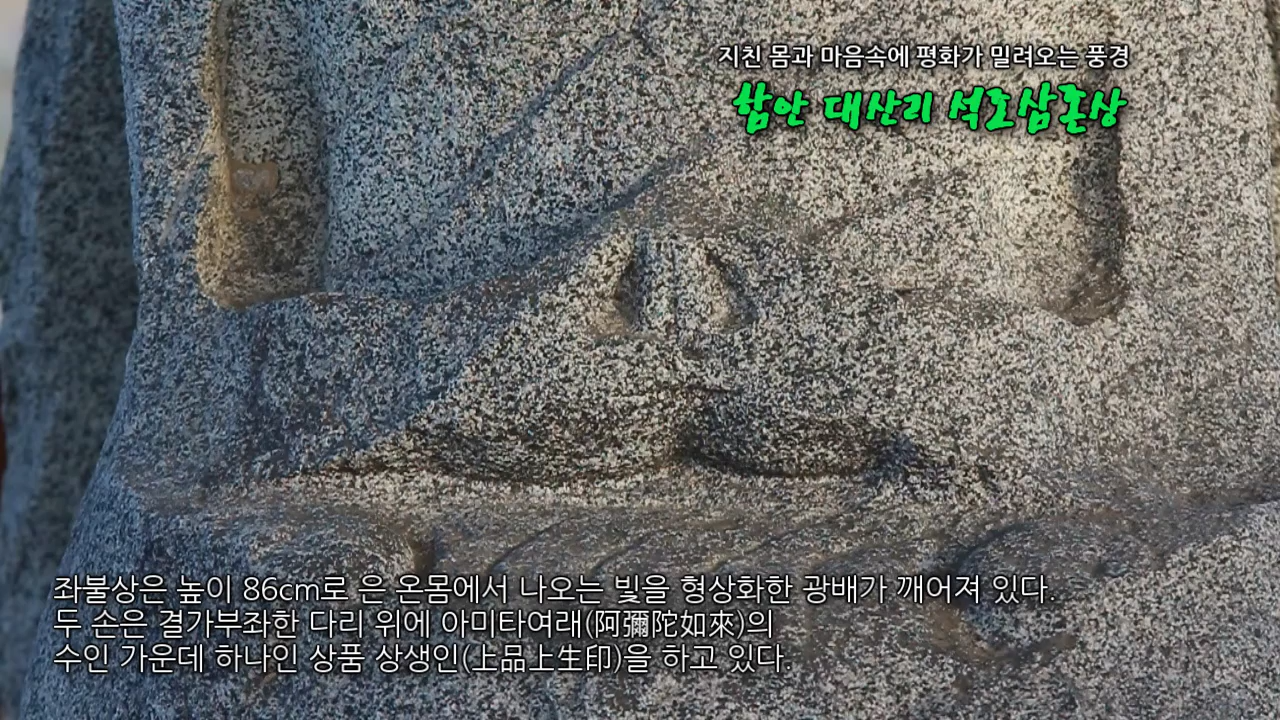 지친 몸과 마음속에 평화가 밀려오는 풍경
함안 대산리 석조삼존상
좌불상은 높이 86cm로 은 온몸에서 나오는 빛을 형상화한 광배가 깨어져 있다.
두 손은 결가부좌한 다리 위에 아미타여래(阿彌陀如來)의
수인 가운데 하나인 상품 상생인(上品上生印)을 하고 있다.